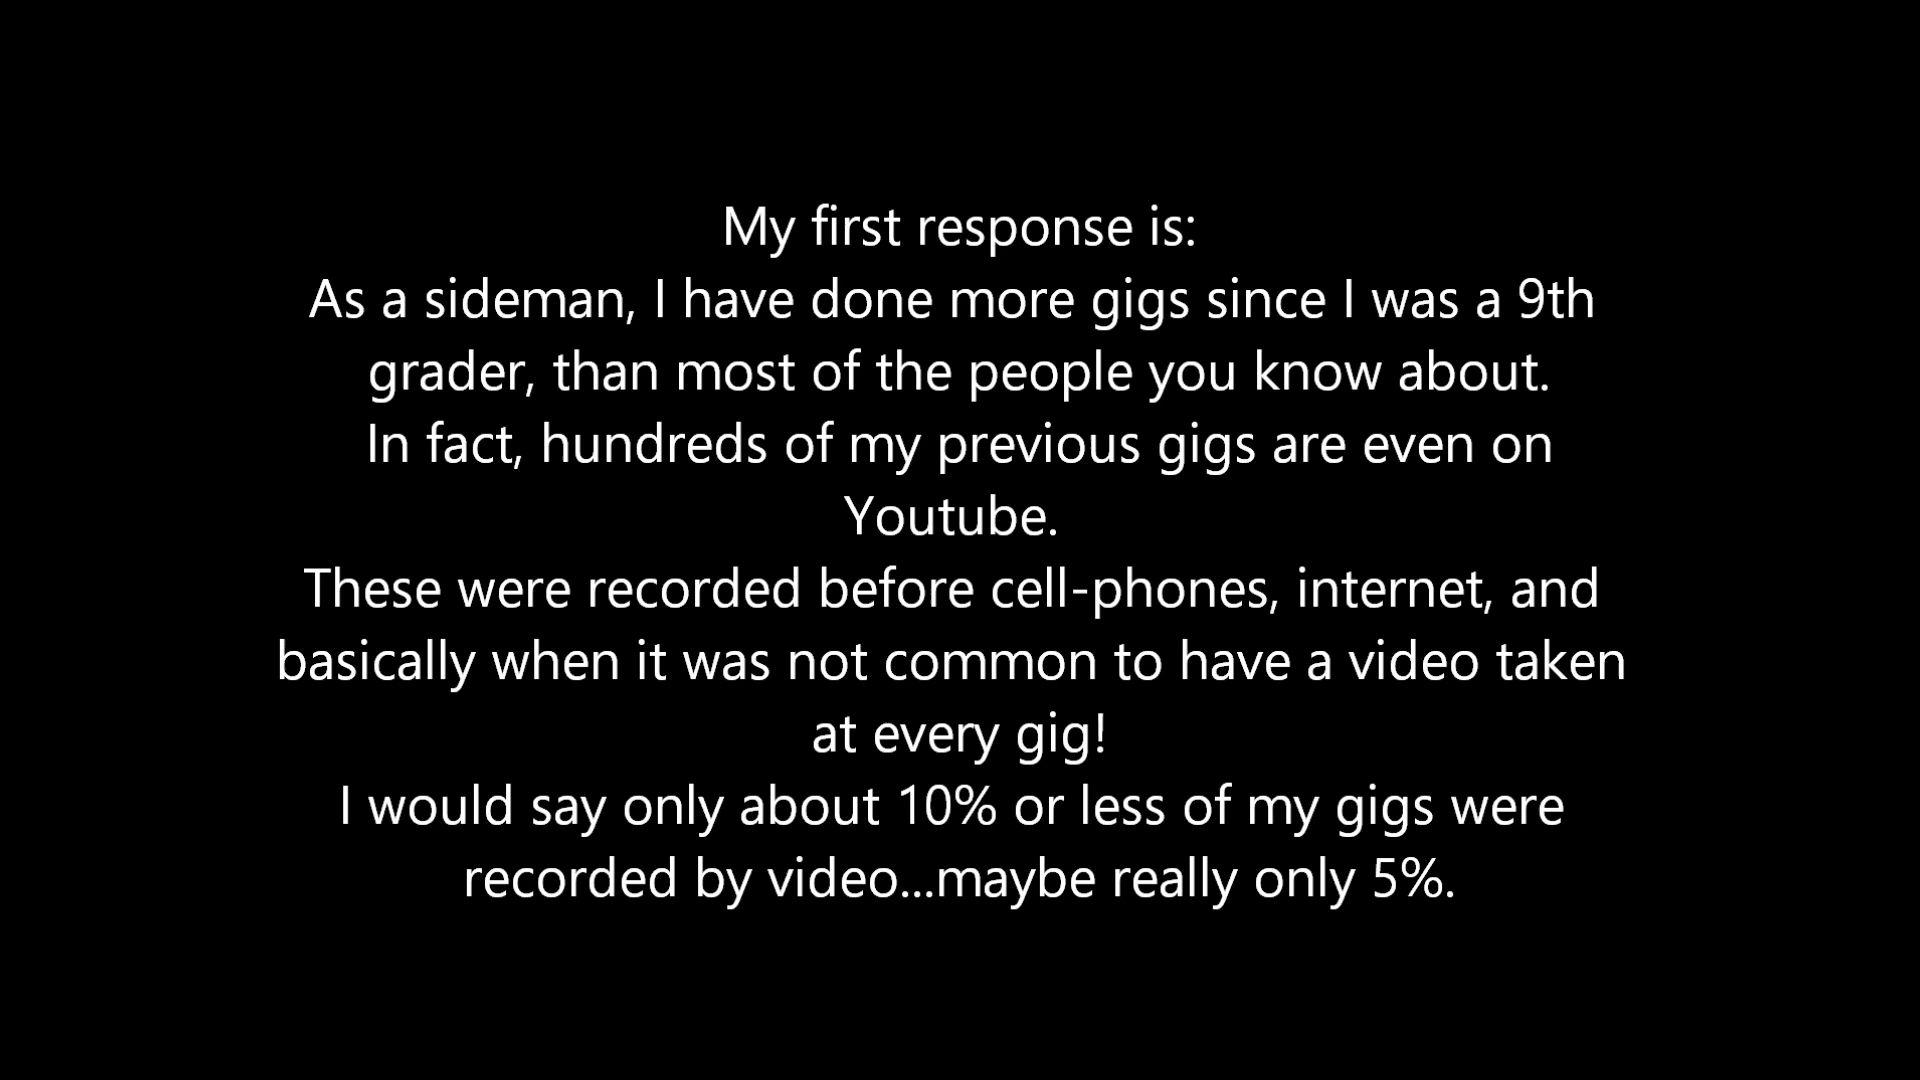 My first response is:
As a sideman, I have done more gigs since I was a 9th
grader, than most of the people you know about.
In fact, hundreds of my previous gigs are even on
Youtube.
These were recorded before cell-phones, internet, and
basically when it was not common to have a video taken
at every gig!
I would say only about 10% or less of my gigs were
recorded by video...maybe really only 5%.